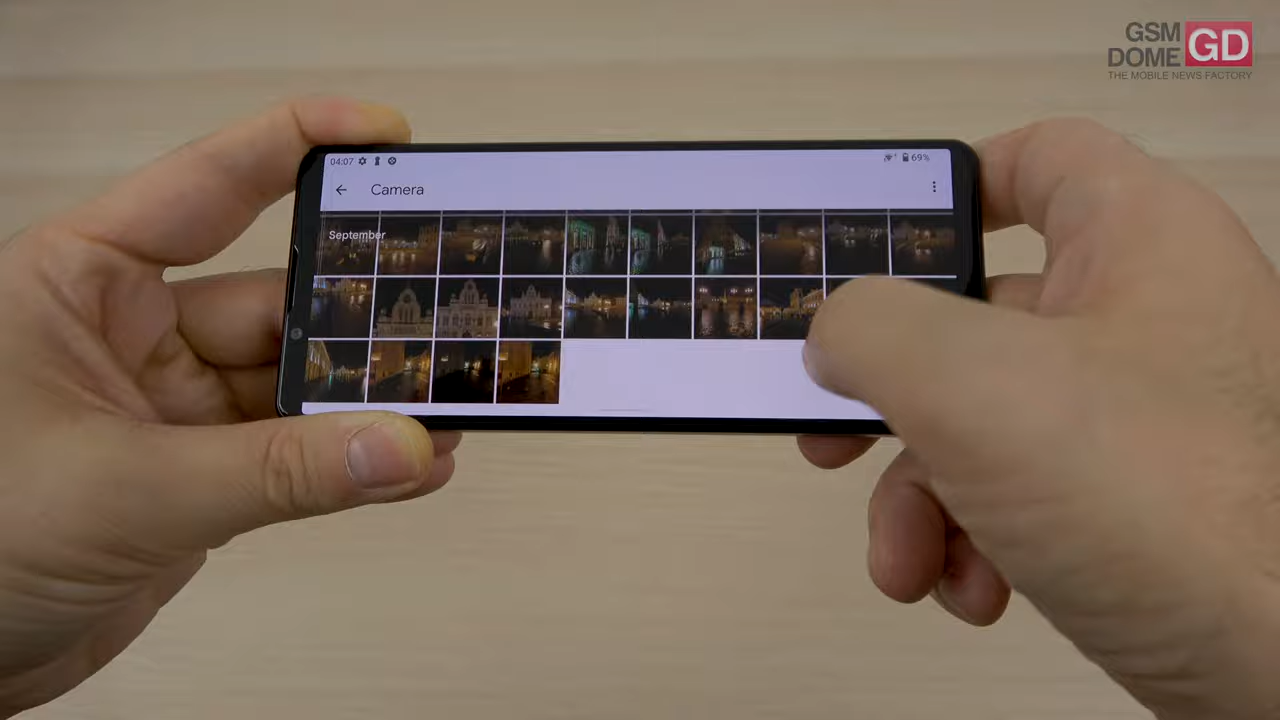 GSM
DOME GD
THE MOBILE NEWS FACTORY
04:07
69%
Camera
September